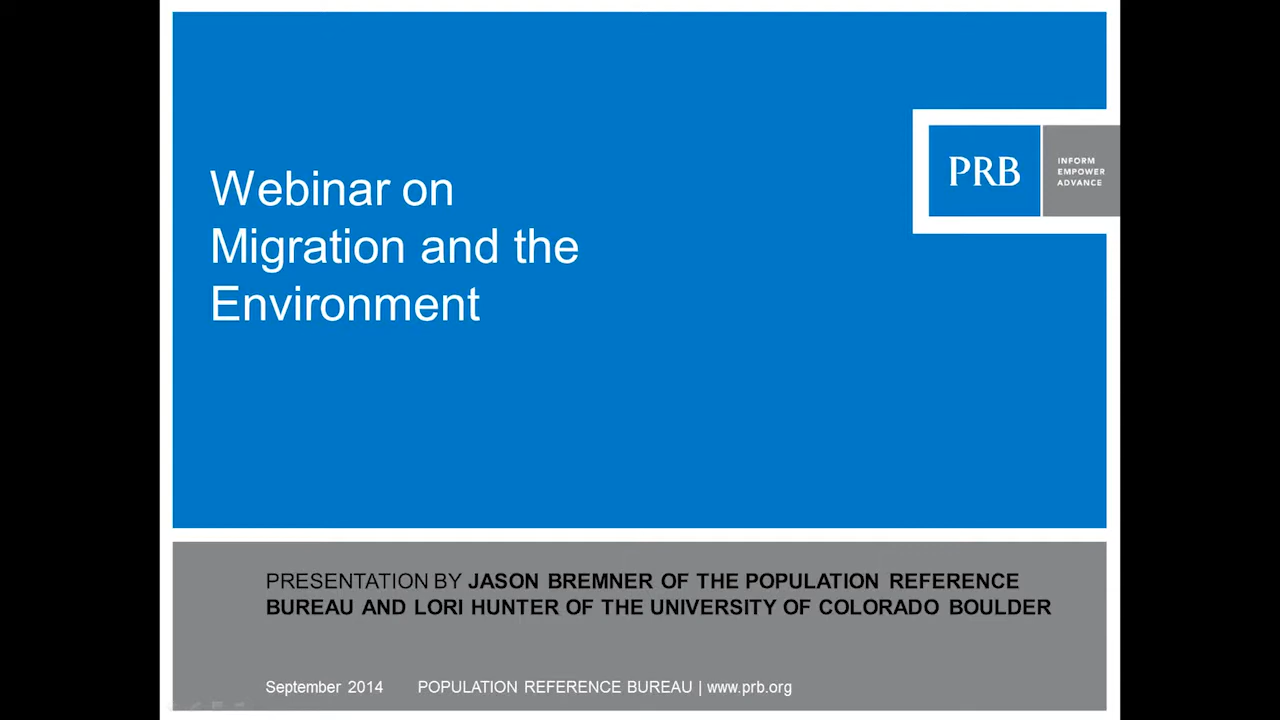 Webinar on
Migration and the
Environment
PRB
INFORM
EMPOWER
ADVANCE
PRESENTATION BY JASON BREMNER OF THE POPULATION REFERENCE
BUREAU AND LORI HUNTER OF THE UNIVERSITY OF COLORADO BOULDER
September 2014 POPULATION REFERENCE BUREAU | www.prb.org